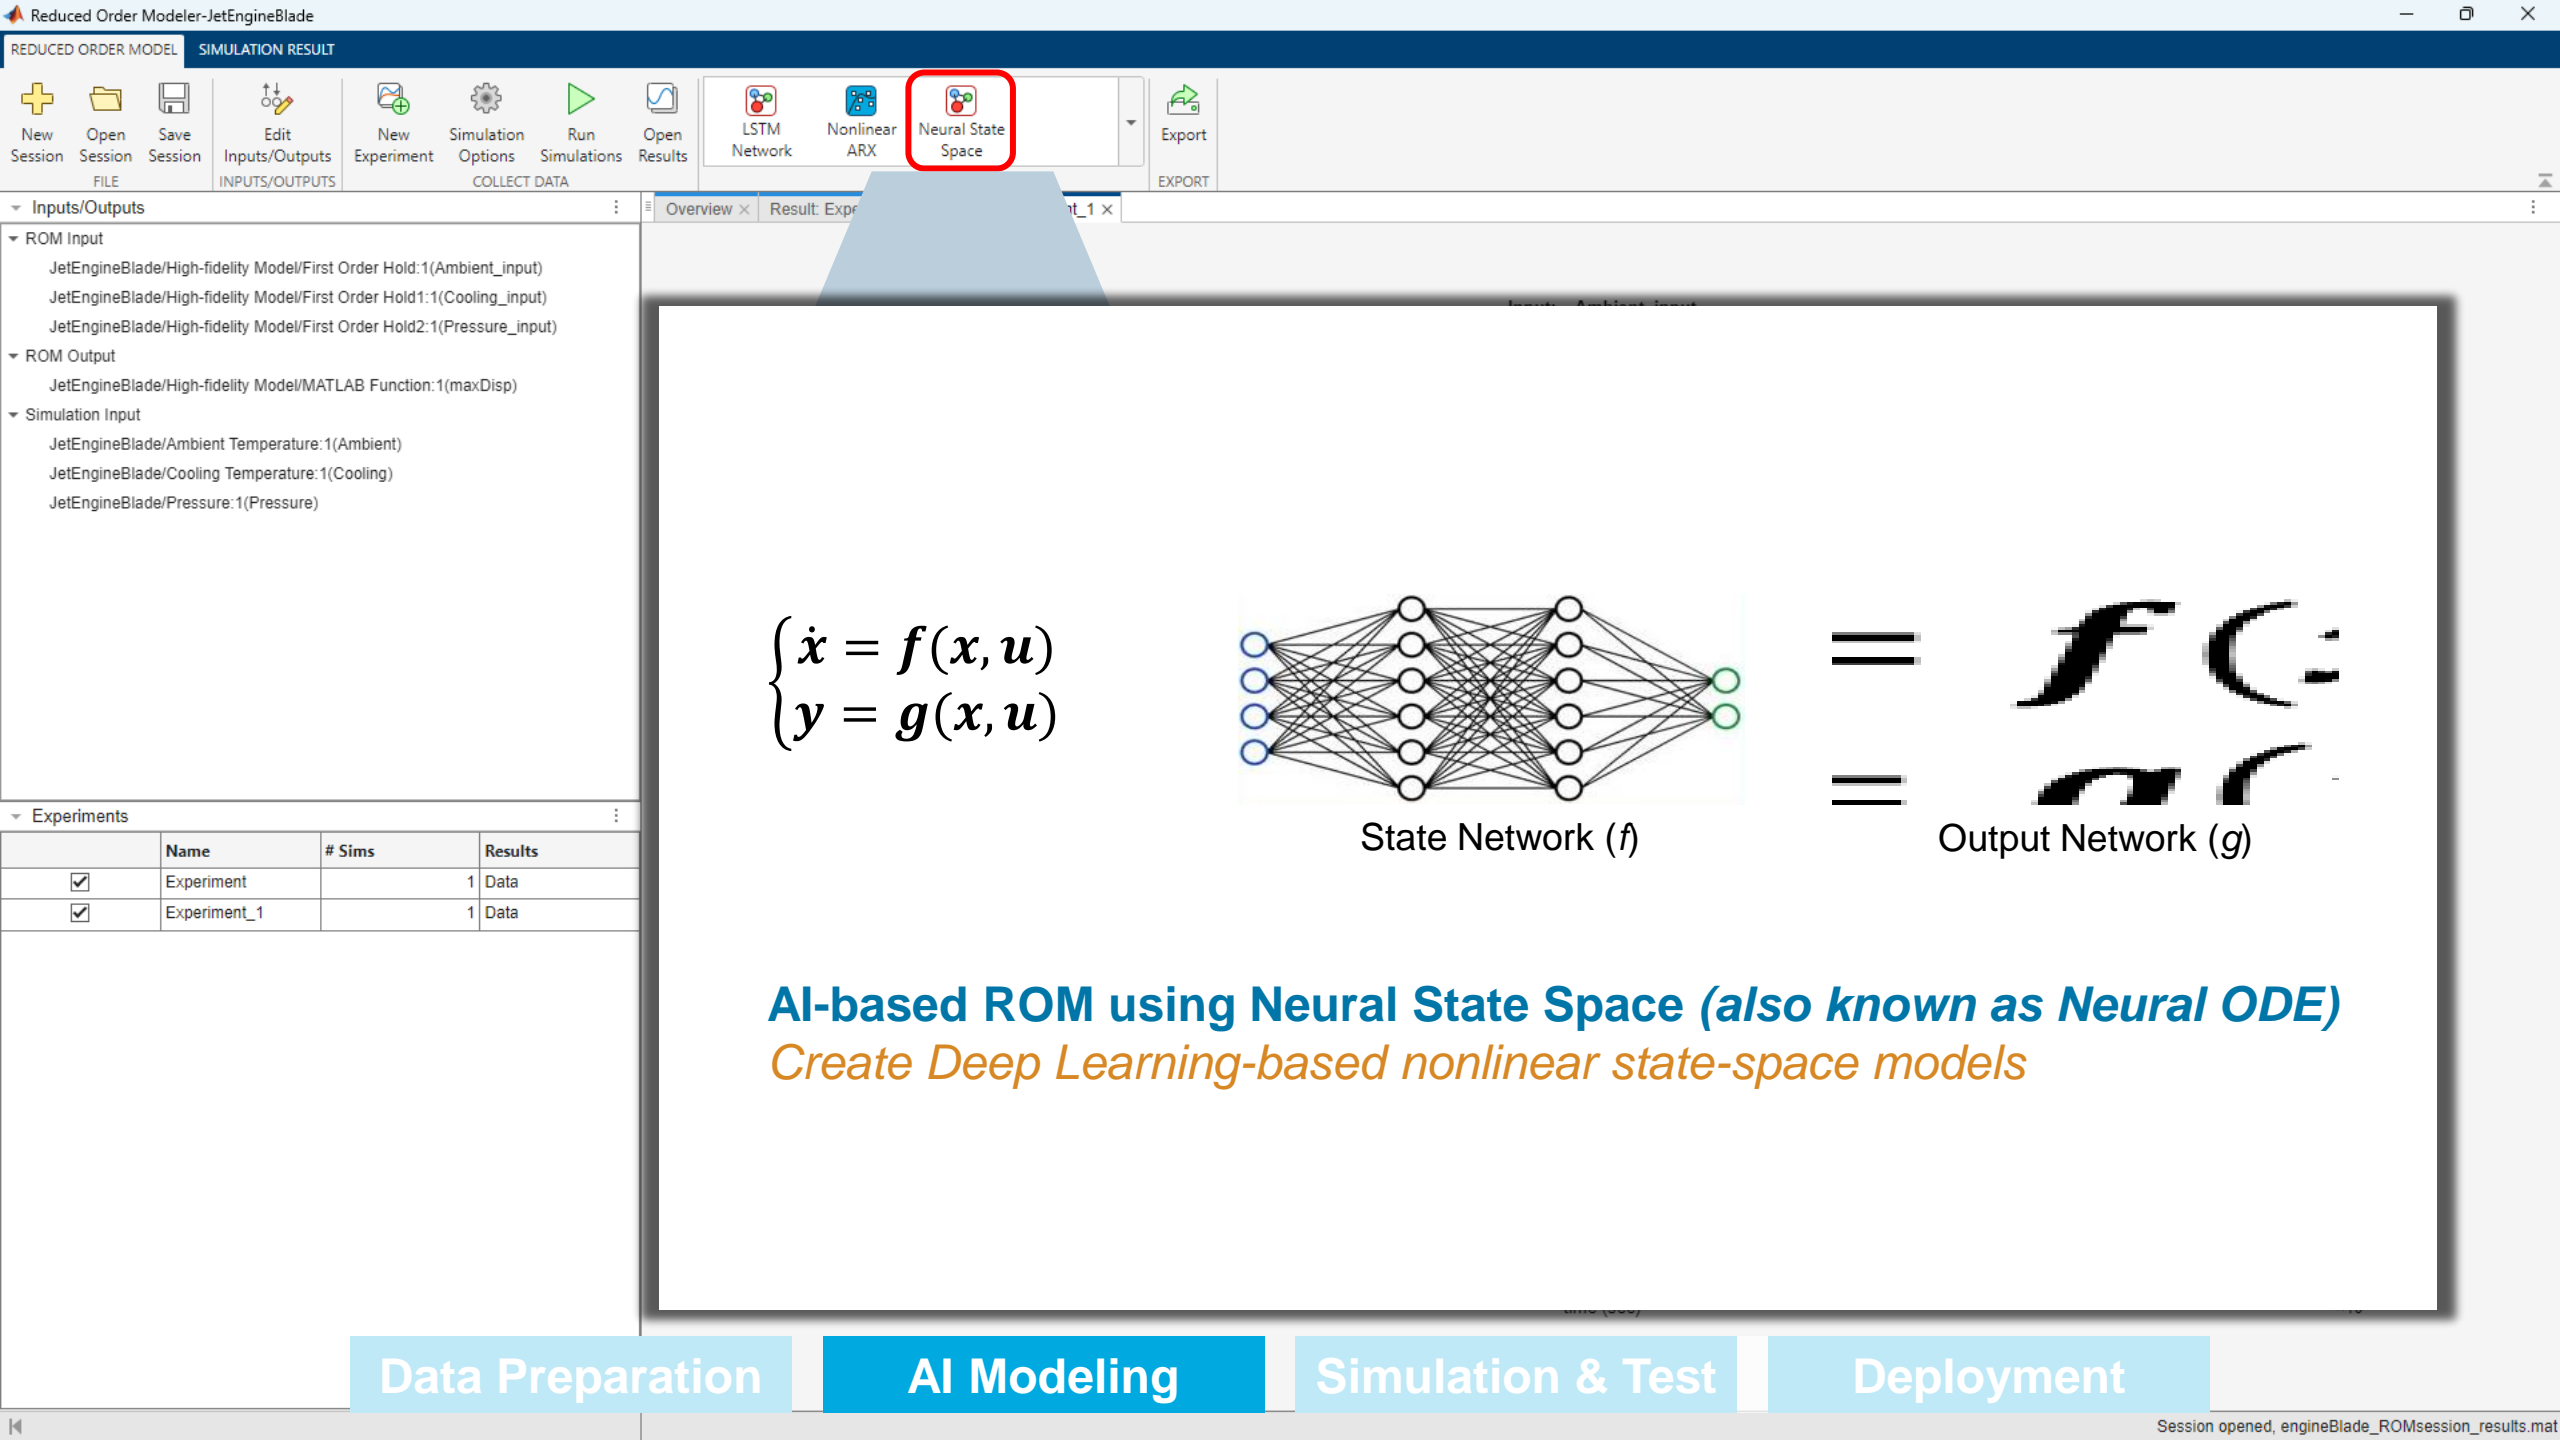 Reduced Order Modeler-JetEngineBlade
REDUCED ORDER MODEL SIMULATION RESULT
New Session
Open Session
Save Session
FILE
Edit Inputs/Outputs
INPUTS/OUTPUTS
New Experiment
Simulation Options
Run Simulations
Open Results
COLLECT DATA
LSTM Network
Nonlinear ARX
Neural State Space
Export
EXPORT
Inputs/Outputs
ROM Input
JetEngineBlade/High-fidelity Model/First Order Hold:1(Ambient_input)
JetEngineBlade/High-fidelity Model/First Order Hold1:1(Cooling_input)
JetEngineBlade/High-fidelity Model/First Order Hold2:1(Pressure_input)
ROM Output
JetEngineBlade/High-fidelity Model/MATLAB Function:1(maxDisp)
Simulation Input
JetEngineBlade/Ambient Temperature:1(Ambient)
JetEngineBlade/Cooling Temperature:1(Cooling)
JetEngineBlade/Pressure:1(Pressure)
Experiments
Name # Sims Results
Experiment 1 Data
Experiment_1 1 Data
Overview × Result: Expe nt_1 ×
ẋ = f(x, u)
y = g(x, u)
= f(
= g(
State Network (f)
Output Network (g)
AI-based ROM using Neural State Space (also known as Neural ODE)
Create Deep Learning-based nonlinear state-space models
Data Preparation
AI Modeling
Simulation & Test
Deployment
Session opened, engineBlade_ROMsession_results.mat